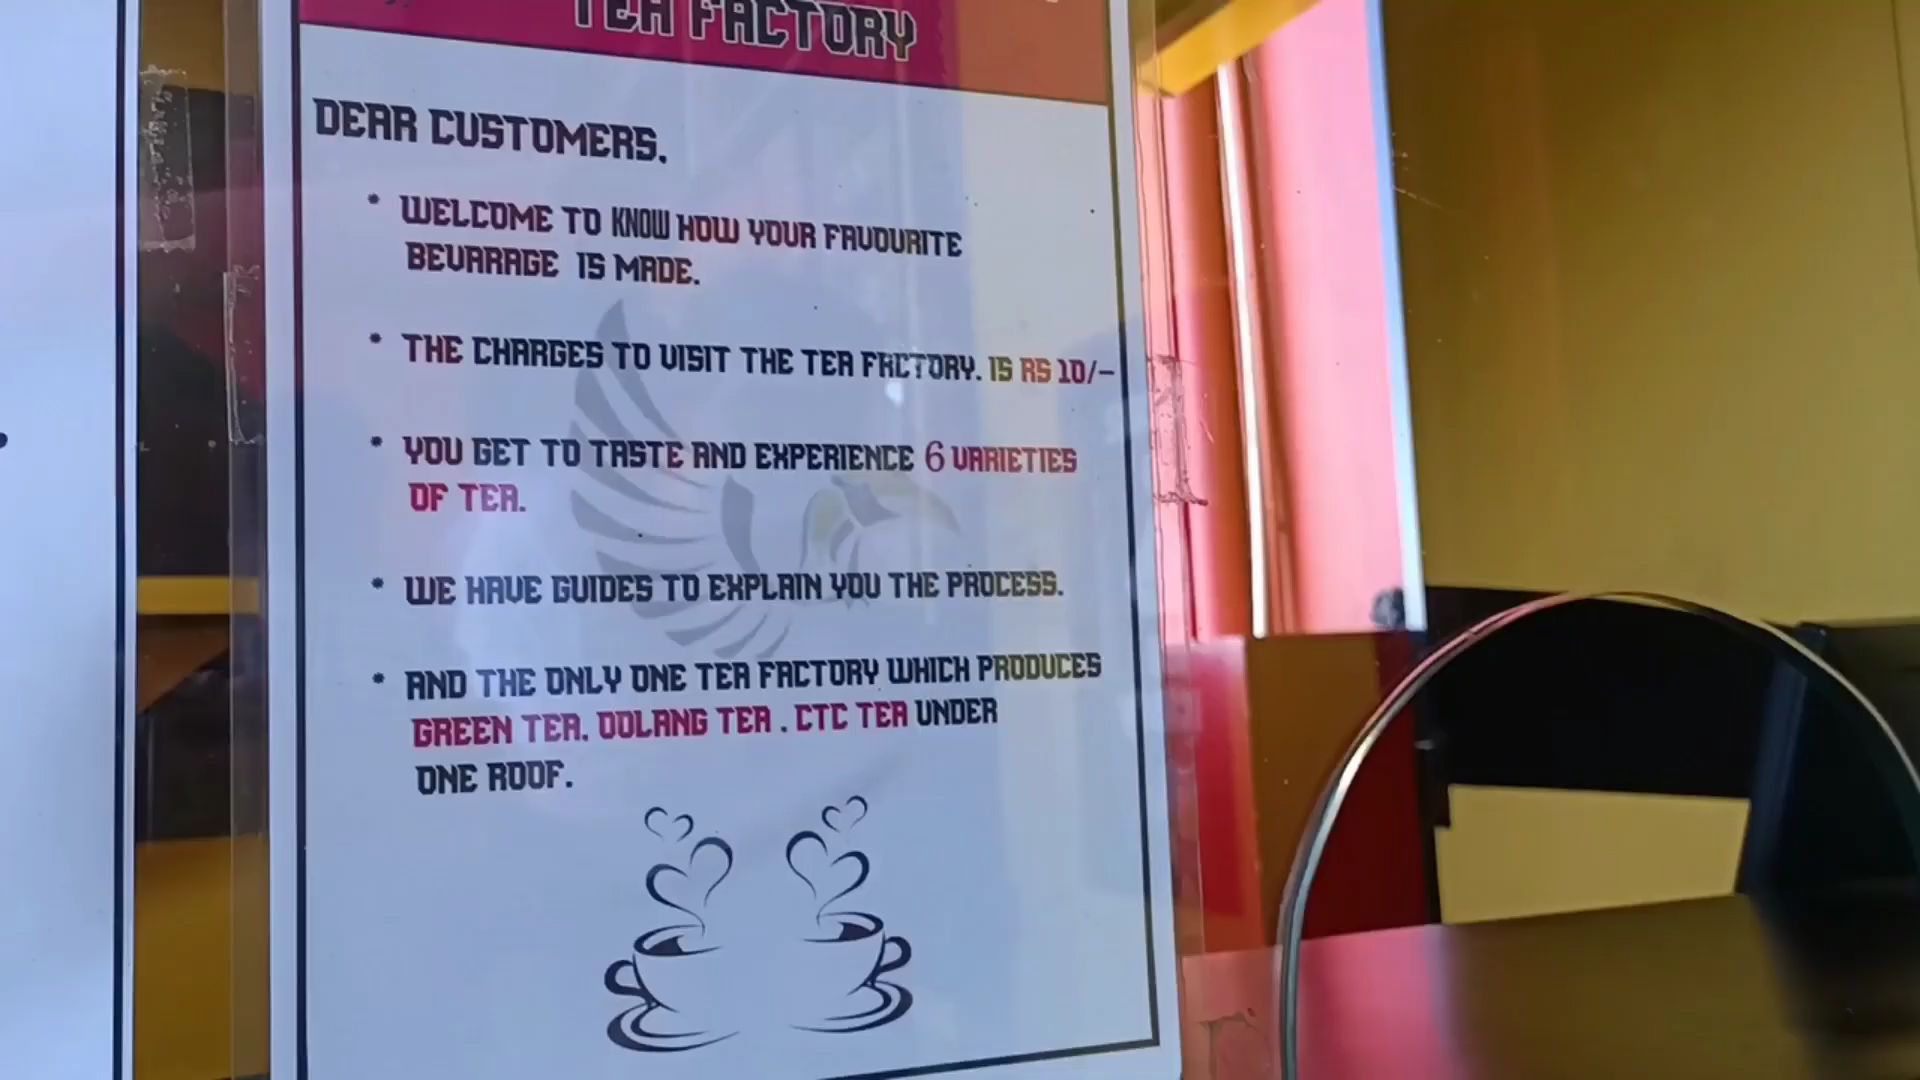 TEA FACTORY
DEAR CUSTOMERS,
* WELCOME TO KNOW HOW YOUR FAVOURITE
BEVARAGE IS MADE.
* THE CHARGES TO VISIT THE TEA FACTORY. IS RS 10/-
* YOU GET TO TASTE AND EXPERIENCE 6 VARIETIES
OF TEA.
* WE HAVE GUIDES TO EXPLAIN YOU THE PROCESS.
* AND THE ONLY ONE TEA FACTORY WHICH PRODUCES
GREEN TEA, OOLANG TEA , CTC TEA UNDER
ONE ROOF.